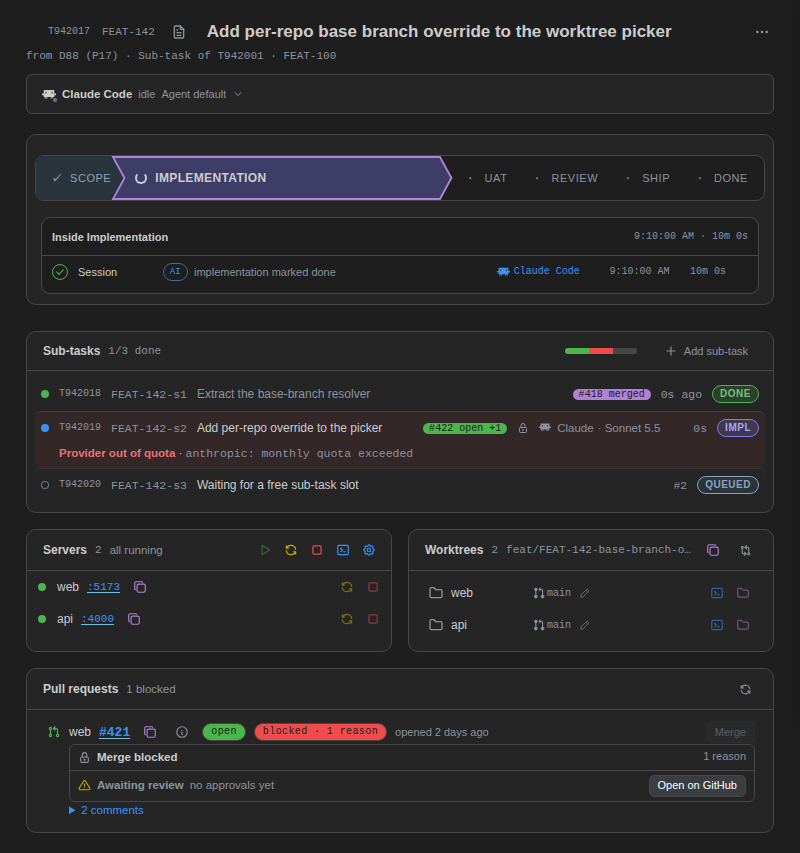 T942017 FEAT-142 Add per-repo base branch override to the worktree picker
from D88 (P17) · Sub-task of T942001 · FEAT-100
Claude Code idle Agent default
SCOPE IMPLEMENTATION · UAT · REVIEW · SHIP · DONE
Inside Implementation 9:10:00 AM · 10m 0s
Session AI implementation marked done Claude Code 9:10:00 AM 10m 0s
Sub-tasks 1/3 done Add sub-task
T942018 FEAT-142-s1 Extract the base-branch resolver #418 merged 0s ago DONE
T942019 FEAT-142-s2 Add per-repo override to the picker #422 open +1 Claude · Sonnet 5.5 0s IMPL
Provider out of quota · anthropic: monthly quota exceeded
T942020 FEAT-142-s3 Waiting for a free sub-task slot #2 QUEUED
Servers 2 all running
web :5173
api :4000
Worktrees 2 feat/FEAT-142-base-branch-o…
web main
api main
Pull requests 1 blocked
web #421 open blocked · 1 reason opened 2 days ago Merge
Merge blocked 1 reason
Awaiting review no approvals yet Open on GitHub
2 comments